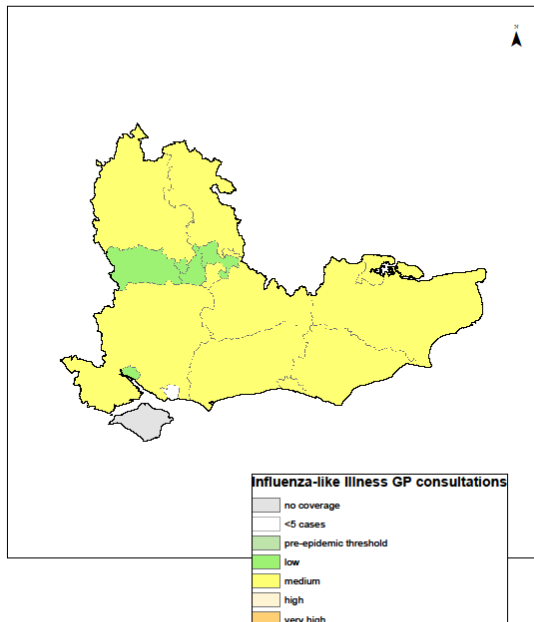 N
Influenza-like Illness GP consultations
no coverage
<5 cases
pre-epidemic threshold
low
medium
high
very high